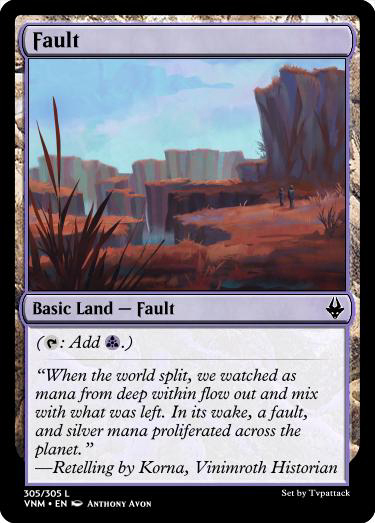 Fault
Basic Land — Fault
(: Add .)
“When the world split, we watched as
mana from deep within flow out and mix
with what was left. In its wake, a fault,
and silver mana proliferated across the
planet.”
—Retelling by Korna, Vinimroth Historian
305/305 L
VNM • EN Anthony Avon
Set by Tvpattack